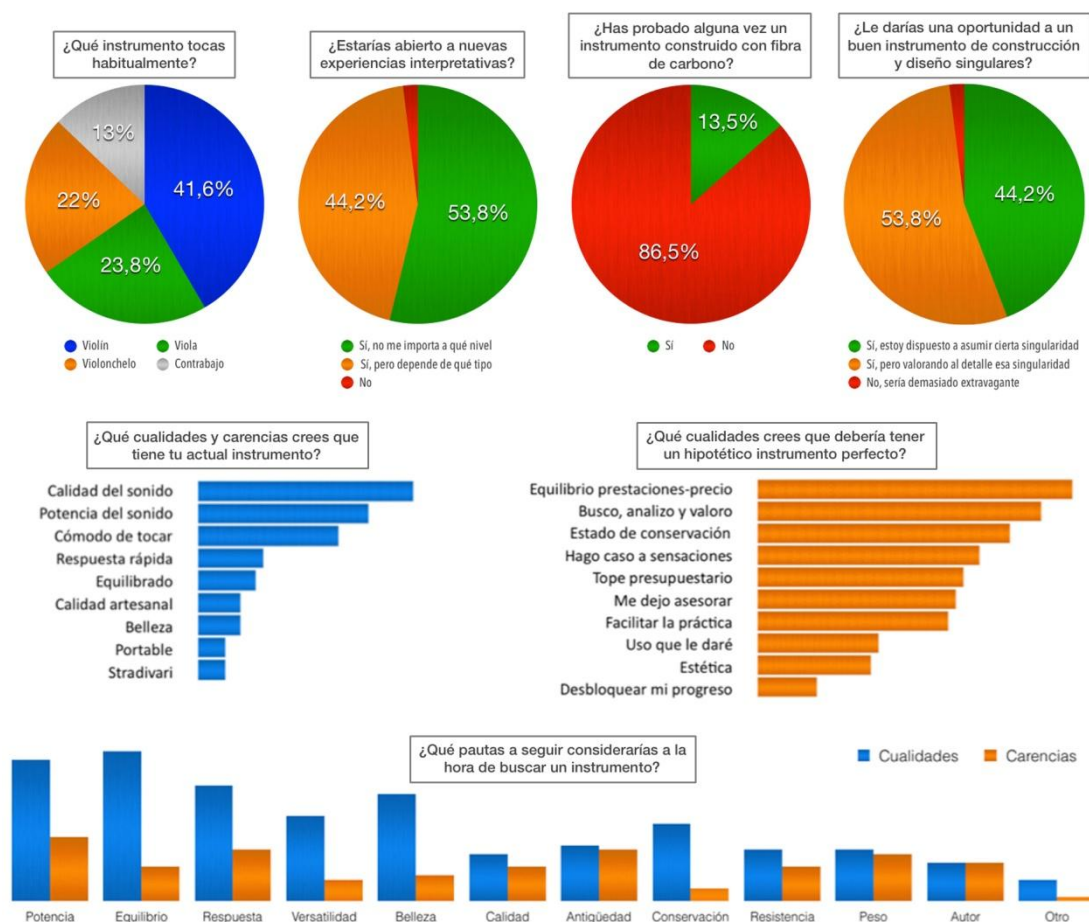 ¿Qué instrumento tocas
habitualmente?
¿Estarías abierto a nuevas
experiencias interpretativas?
¿Has probado alguna vez un
instrumento construido con fibra
de carbono?
¿Le darías una oportunidad a un
buen instrumento de construcción
y diseño singulares?
13%
41,6%
22%
23,8%
44,2%
53,8%
13,5%
86,5%
44,2%
53,8%
Violín
Viola
Violonchelo
Contrabajo
Sí, no me importa a qué nivel
Sí, pero depende de qué tipo
No
Sí
No
Sí, estoy dispuesto a asumir cierta singularidad
Sí, pero valorando al detalle esa singularidad
No, sería demasiado extravagante
¿Qué cualidades y carencias crees que
tiene tu actual instrumento?
Calidad del sonido
Potencia del sonido
Cómodo de tocar
Respuesta rápida
Equilibrado
Calidad artesanal
Belleza
Portable
Stradivari
¿Qué cualidades crees que debería tener
un hipotético instrumento perfecto?
Equilibrio prestaciones-precio
Busco, analizo y valoro
Estado de conservación
Hago caso a sensaciones
Tope presupuestario
Me dejo asesorar
Facilitar la práctica
Uso que le daré
Estética
Desbloquear mi progreso
¿Qué pautas a seguir considerarías a la
hora de buscar un instrumento?
Cualidades
Carencias
Potencia
Equilibrio
Respuesta
Versatilidad
Belleza
Calidad
Antigüedad
Conservación
Resistencia
Peso
Autor
Otro